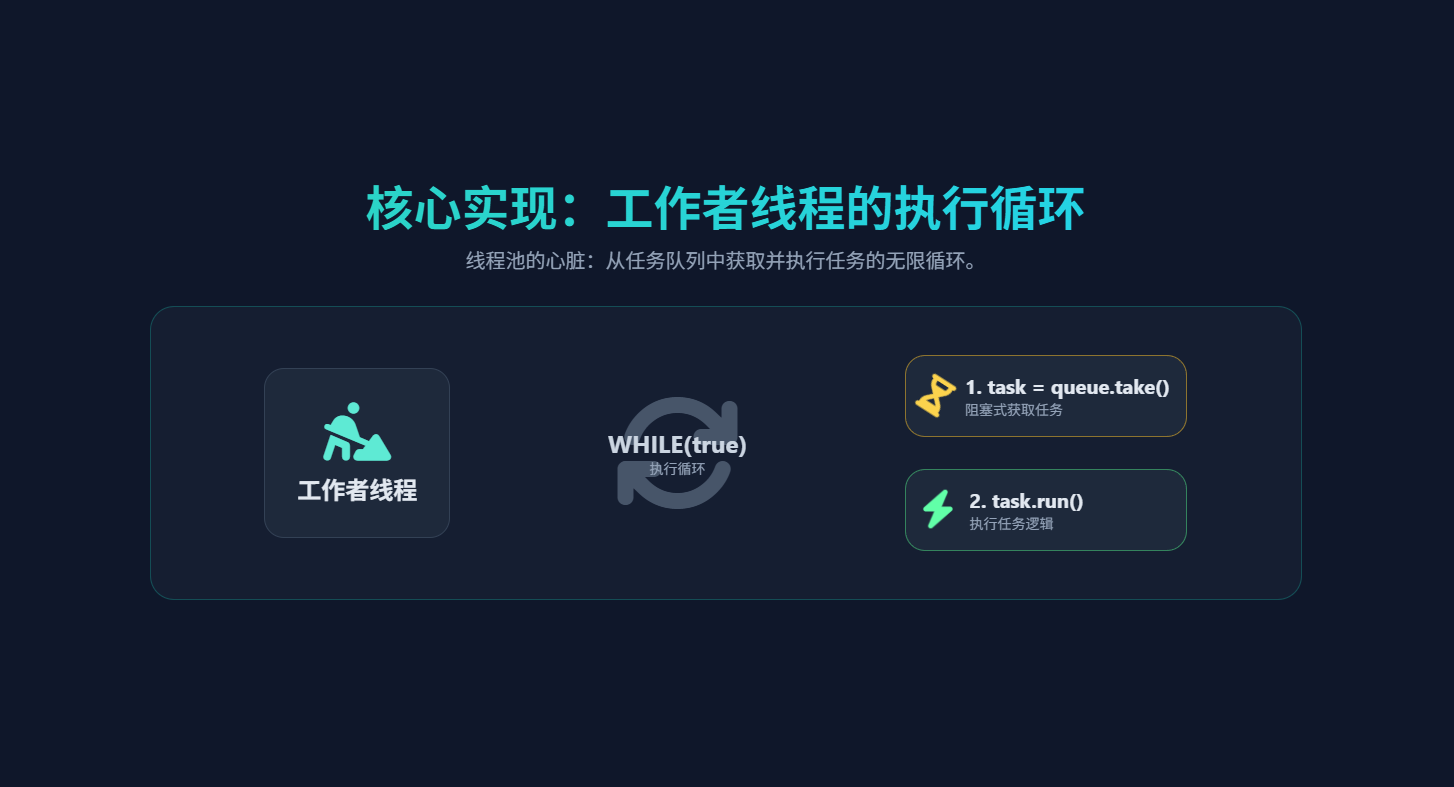 核心实现：工作者线程的执行循环
线程池的心脏：从任务队列中获取并执行任务的无限循环。
工作者线程
WHILE(true)
执行循环
1. task = queue.take()
阻塞式获取任务
2. task.run()
执行任务逻辑